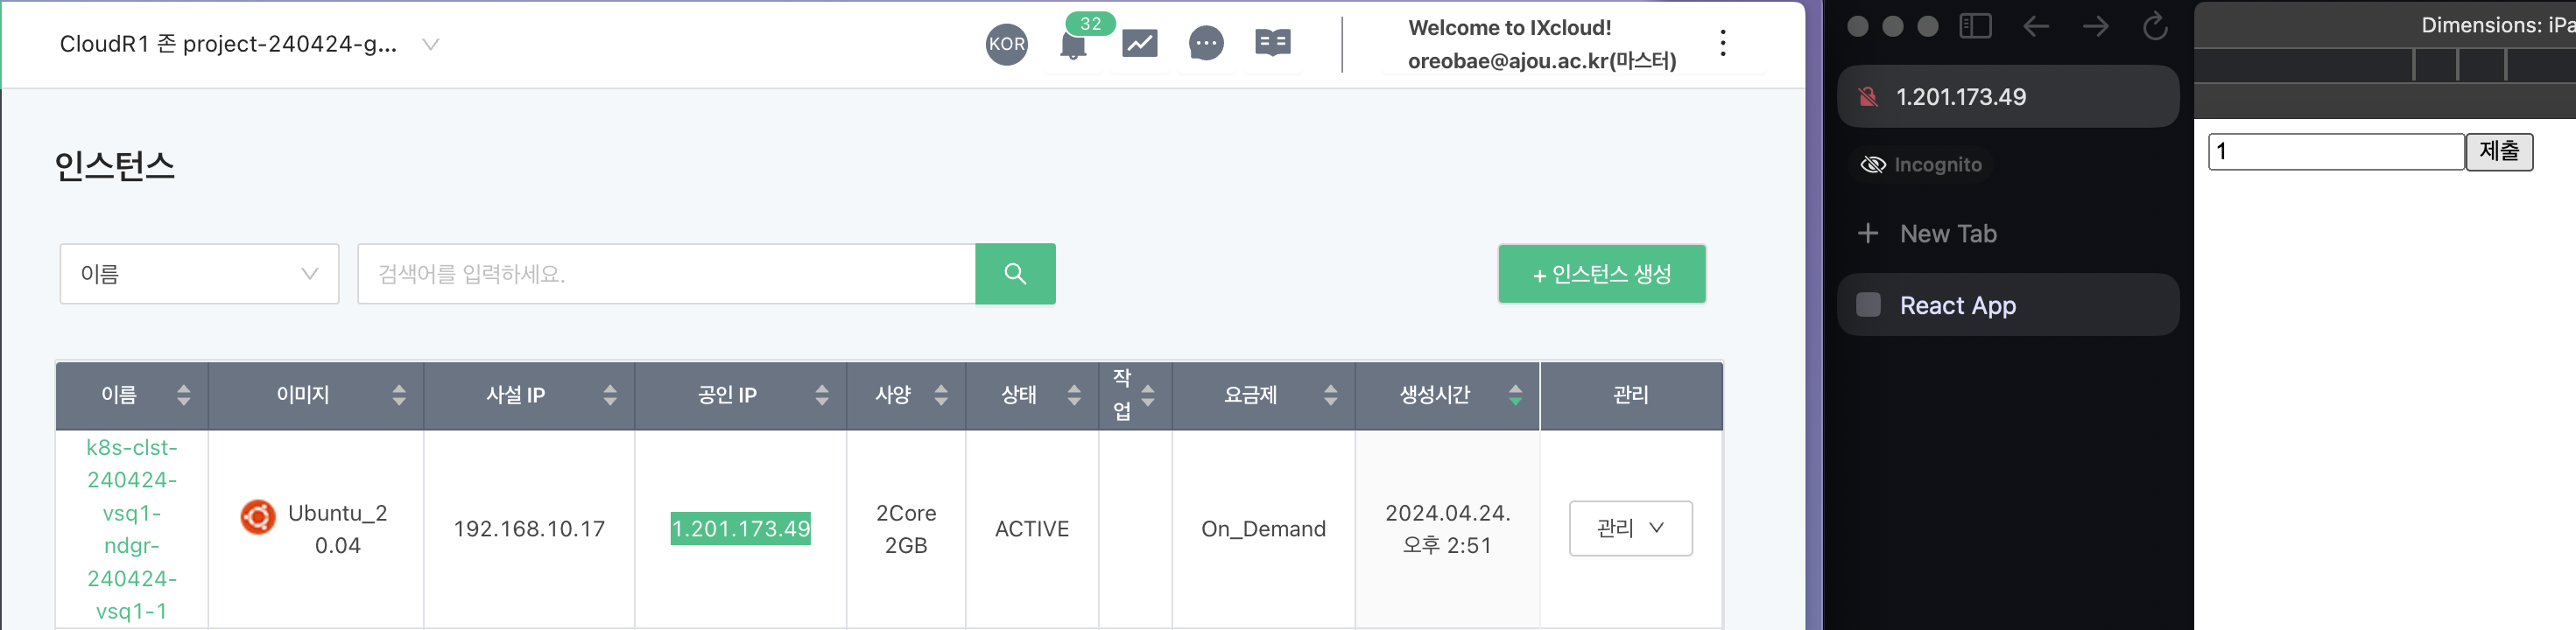 CloudR1 존 project-240424-g...
KOR
32
Welcome to IXcloud!
oreobae@ajou.ac.kr(마스터)
인스턴스
이름
검색어를 입력하세요.
+ 인스턴스 생성
이름
이미지
사설 IP
공인 IP
사양
상태
작
업
요금제
생성시간
관리
k8s-clst-
240424-
vsq1-
ndgr-
240424-
vsq1-1
Ubuntu_2
0.04
192.168.10.17
1.201.173.49
2Core
2GB
ACTIVE
On_Demand
2024.04.24.
오후 2:51
관리
1.201.173.49
Incognito
+ New Tab
React App
Dimensions: iPa
1
제출